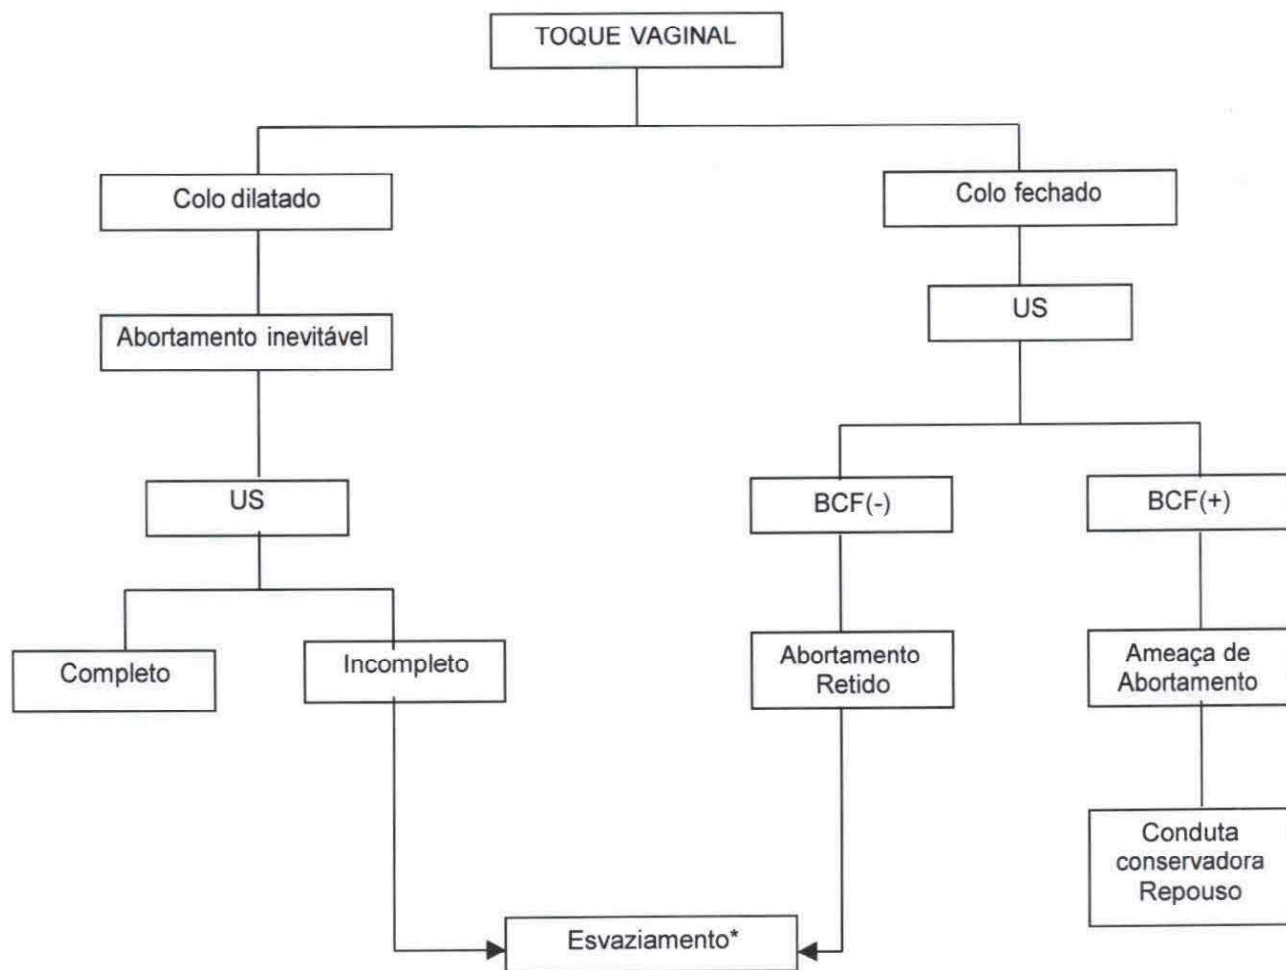 TOQUE VAGINAL
Colo dilatado
Colo fechado
Abortamento inevitável
US
US
BCF(-)
BCF(+)
Completo
Incompleto
Abortamento
Retido
Ameaça de
Abortamento
Conduta
conservadora
Repouso
Esvaziamento*